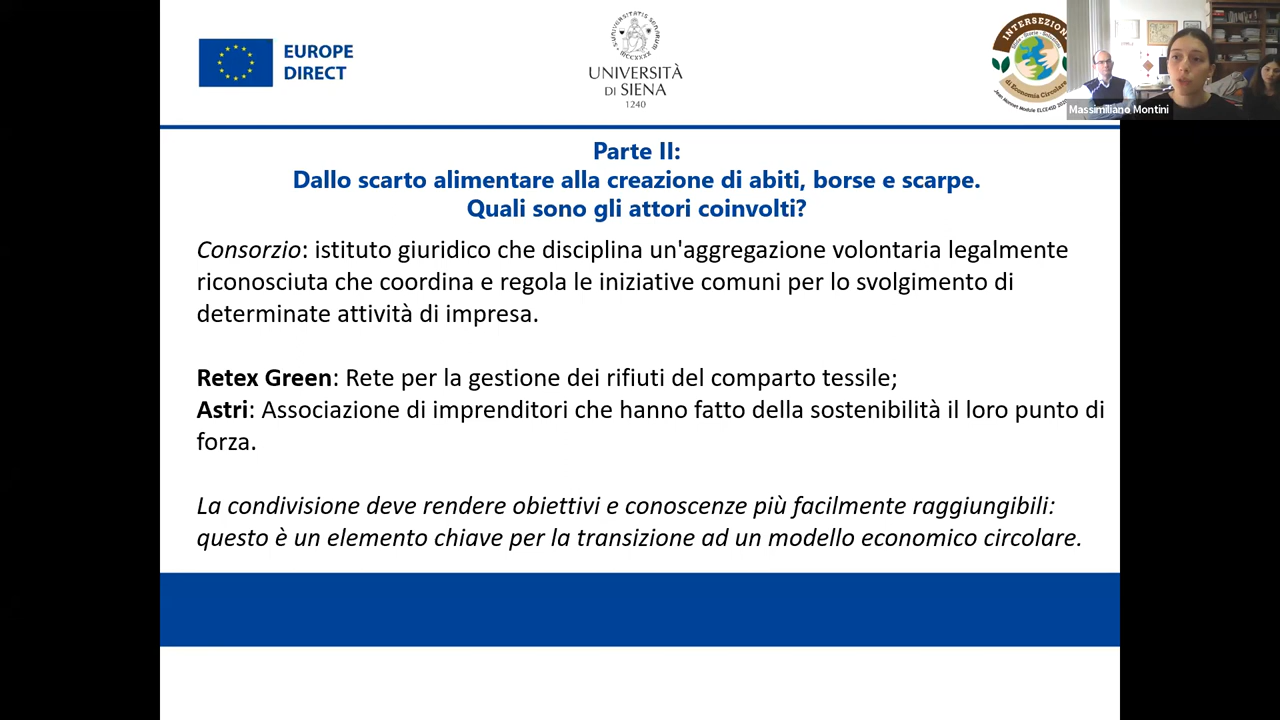 EUROPE
DIRECT
UNIVERSITÀ
DI SIENA
1240
INTERSEZIONI
di Economia Circolare
Massimiliano Montini
Parte II:
Dallo scarto alimentare alla creazione di abiti, borse e scarpe.
Quali sono gli attori coinvolti?
Consorzio: istituto giuridico che disciplina un'aggregazione volontaria legalmente
riconosciuta che coordina e regola le iniziative comuni per lo svolgimento di
determinate attività di impresa.
Retex Green: Rete per la gestione dei rifiuti del comparto tessile;
Astri: Associazione di imprenditori che hanno fatto della sostenibilità il loro punto di
forza.
La condivisione deve rendere obiettivi e conoscenze più facilmente raggiungibili:
questo è un elemento chiave per la transizione ad un modello economico circolare.